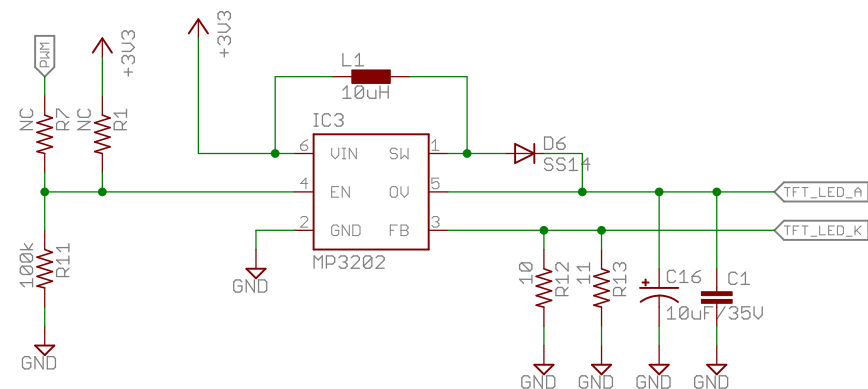 PWM
+3V3
+3V3
L1
10uH
NC
R7
NC
R1
IC3
D6
SS14
6
VIN
SW
1
4
EN
OV
5
2
GND
FB
3
MP3202
TFT_LED_A
TFT_LED_K
100k
R11
GND
10
R12
11
R13
C16
10uF/35V
C1
GND
GND
GND
GND
GND